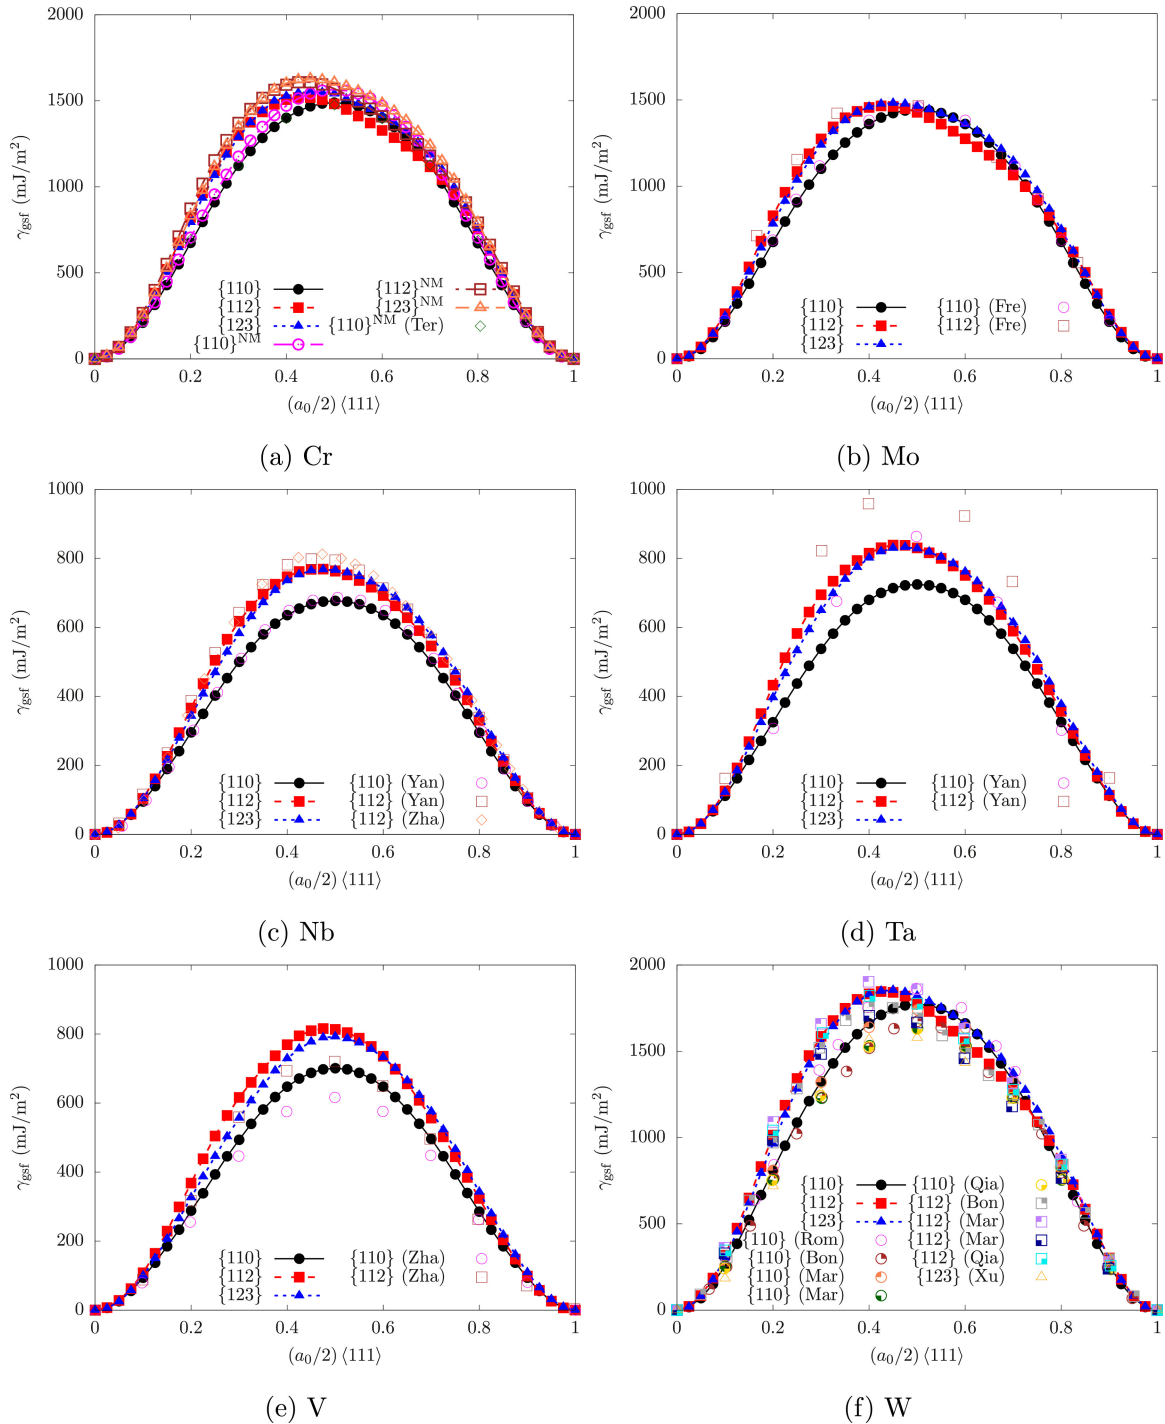 2000
1500
1000
500
0
γgsf (mJ/m²)
{110}
{112}
{123}
{110}ᴺᴹ
{112}ᴺᴹ
{123}ᴺᴹ
{110}ᴺᴹ (Ter)
0 0.2 0.4 0.6 0.8 1
(a₀/2) ⟨111⟩
(a) Cr
2000
1500
1000
500
0
γgsf (mJ/m²)
{110} {110} (Fre)
{112} {112} (Fre)
{123}
0 0.2 0.4 0.6 0.8 1
(a₀/2) ⟨111⟩
(b) Mo
1000
800
600
400
200
0
γgsf (mJ/m²)
{110} {110} (Yan)
{112} {112} (Yan)
{123} {112} (Zha)
0 0.2 0.4 0.6 0.8 1
(a₀/2) ⟨111⟩
(c) Nb
1000
800
600
400
200
0
γgsf (mJ/m²)
{110} {110} (Yan)
{112} {112} (Yan)
{123}
0 0.2 0.4 0.6 0.8 1
(a₀/2) ⟨111⟩
(d) Ta
1000
800
600
400
200
0
γgsf (mJ/m²)
{110} {110} (Zha)
{112} {112} (Zha)
{123}
0 0.2 0.4 0.6 0.8 1
(a₀/2) ⟨111⟩
(e) V
2000
1500
1000
500
0
γgsf (mJ/m²)
{110} {110} (Qia)
{112} {112} (Bon)
{123} {112} (Mar)
{110} (Rom) {112} (Mar)
{110} (Bon) {112} (Qia)
{110} (Mar) {123} (Xu)
{110} (Mar)
0 0.2 0.4 0.6 0.8 1
(a₀/2) ⟨111⟩
(f) W